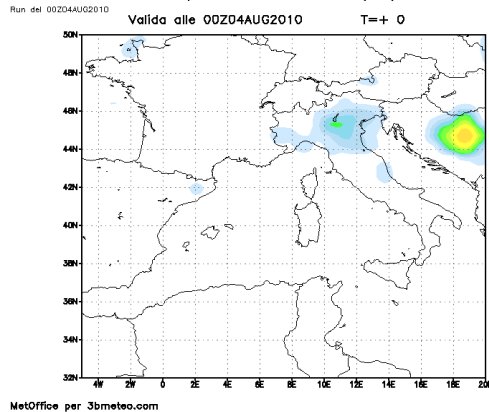 Run del 00Z04AUG2010
Valida alle 00Z04AUG2010 T=+ 0
50N
48N
46N
44N
42N
40N
38N
36N
34N
32N
4W 2W 0 2E 4E 6E 8E 10E 12E 14E 16E 18E 20
MetOffice per 3bmeteo.com